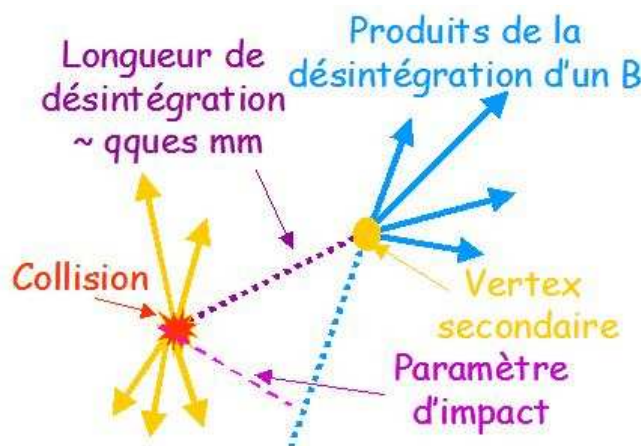 Longueur de
désintégration
~ qques mm
Produits de la
désintégration d'un B
Collision
Vertex
secondaire
Paramètre
d'impact